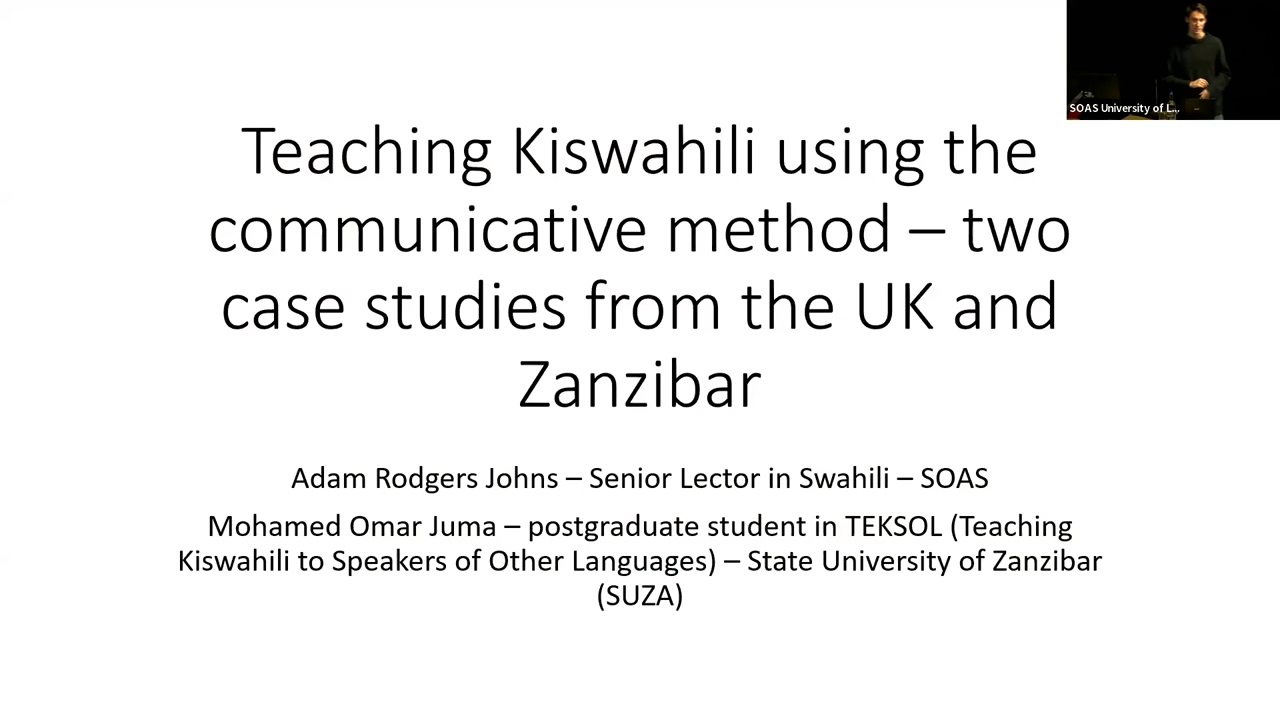 SOAS University of L...
Teaching Kiswahili using the
communicative method – two
case studies from the UK and
Zanzibar
Adam Rodgers Johns – Senior Lector in Swahili – SOAS
Mohamed Omar Juma – postgraduate student in TEKSOL (Teaching
Kiswahili to Speakers of Other Languages) – State University of Zanzibar
(SUZA)